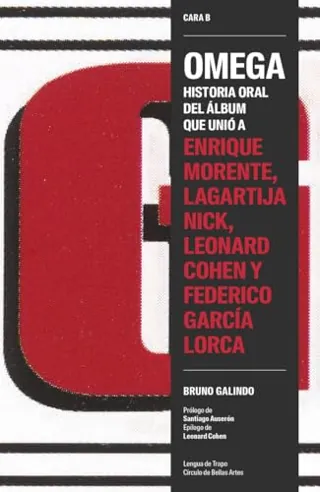 CARA B
OMEGA
HISTORIA ORAL
DEL ÁLBUM
QUE UNIÓ A
ENRIQUE
MORENTE,
LAGARTIJA
NICK,
LEONARD
COHEN Y
FEDERICO
GARCÍA
LORCA
BRUNO GALINDO
Prólogo de
Santiago Auserón
Epílogo de
Leonard Cohen
Lengua de Trapo
Círculo de Bellas Artes